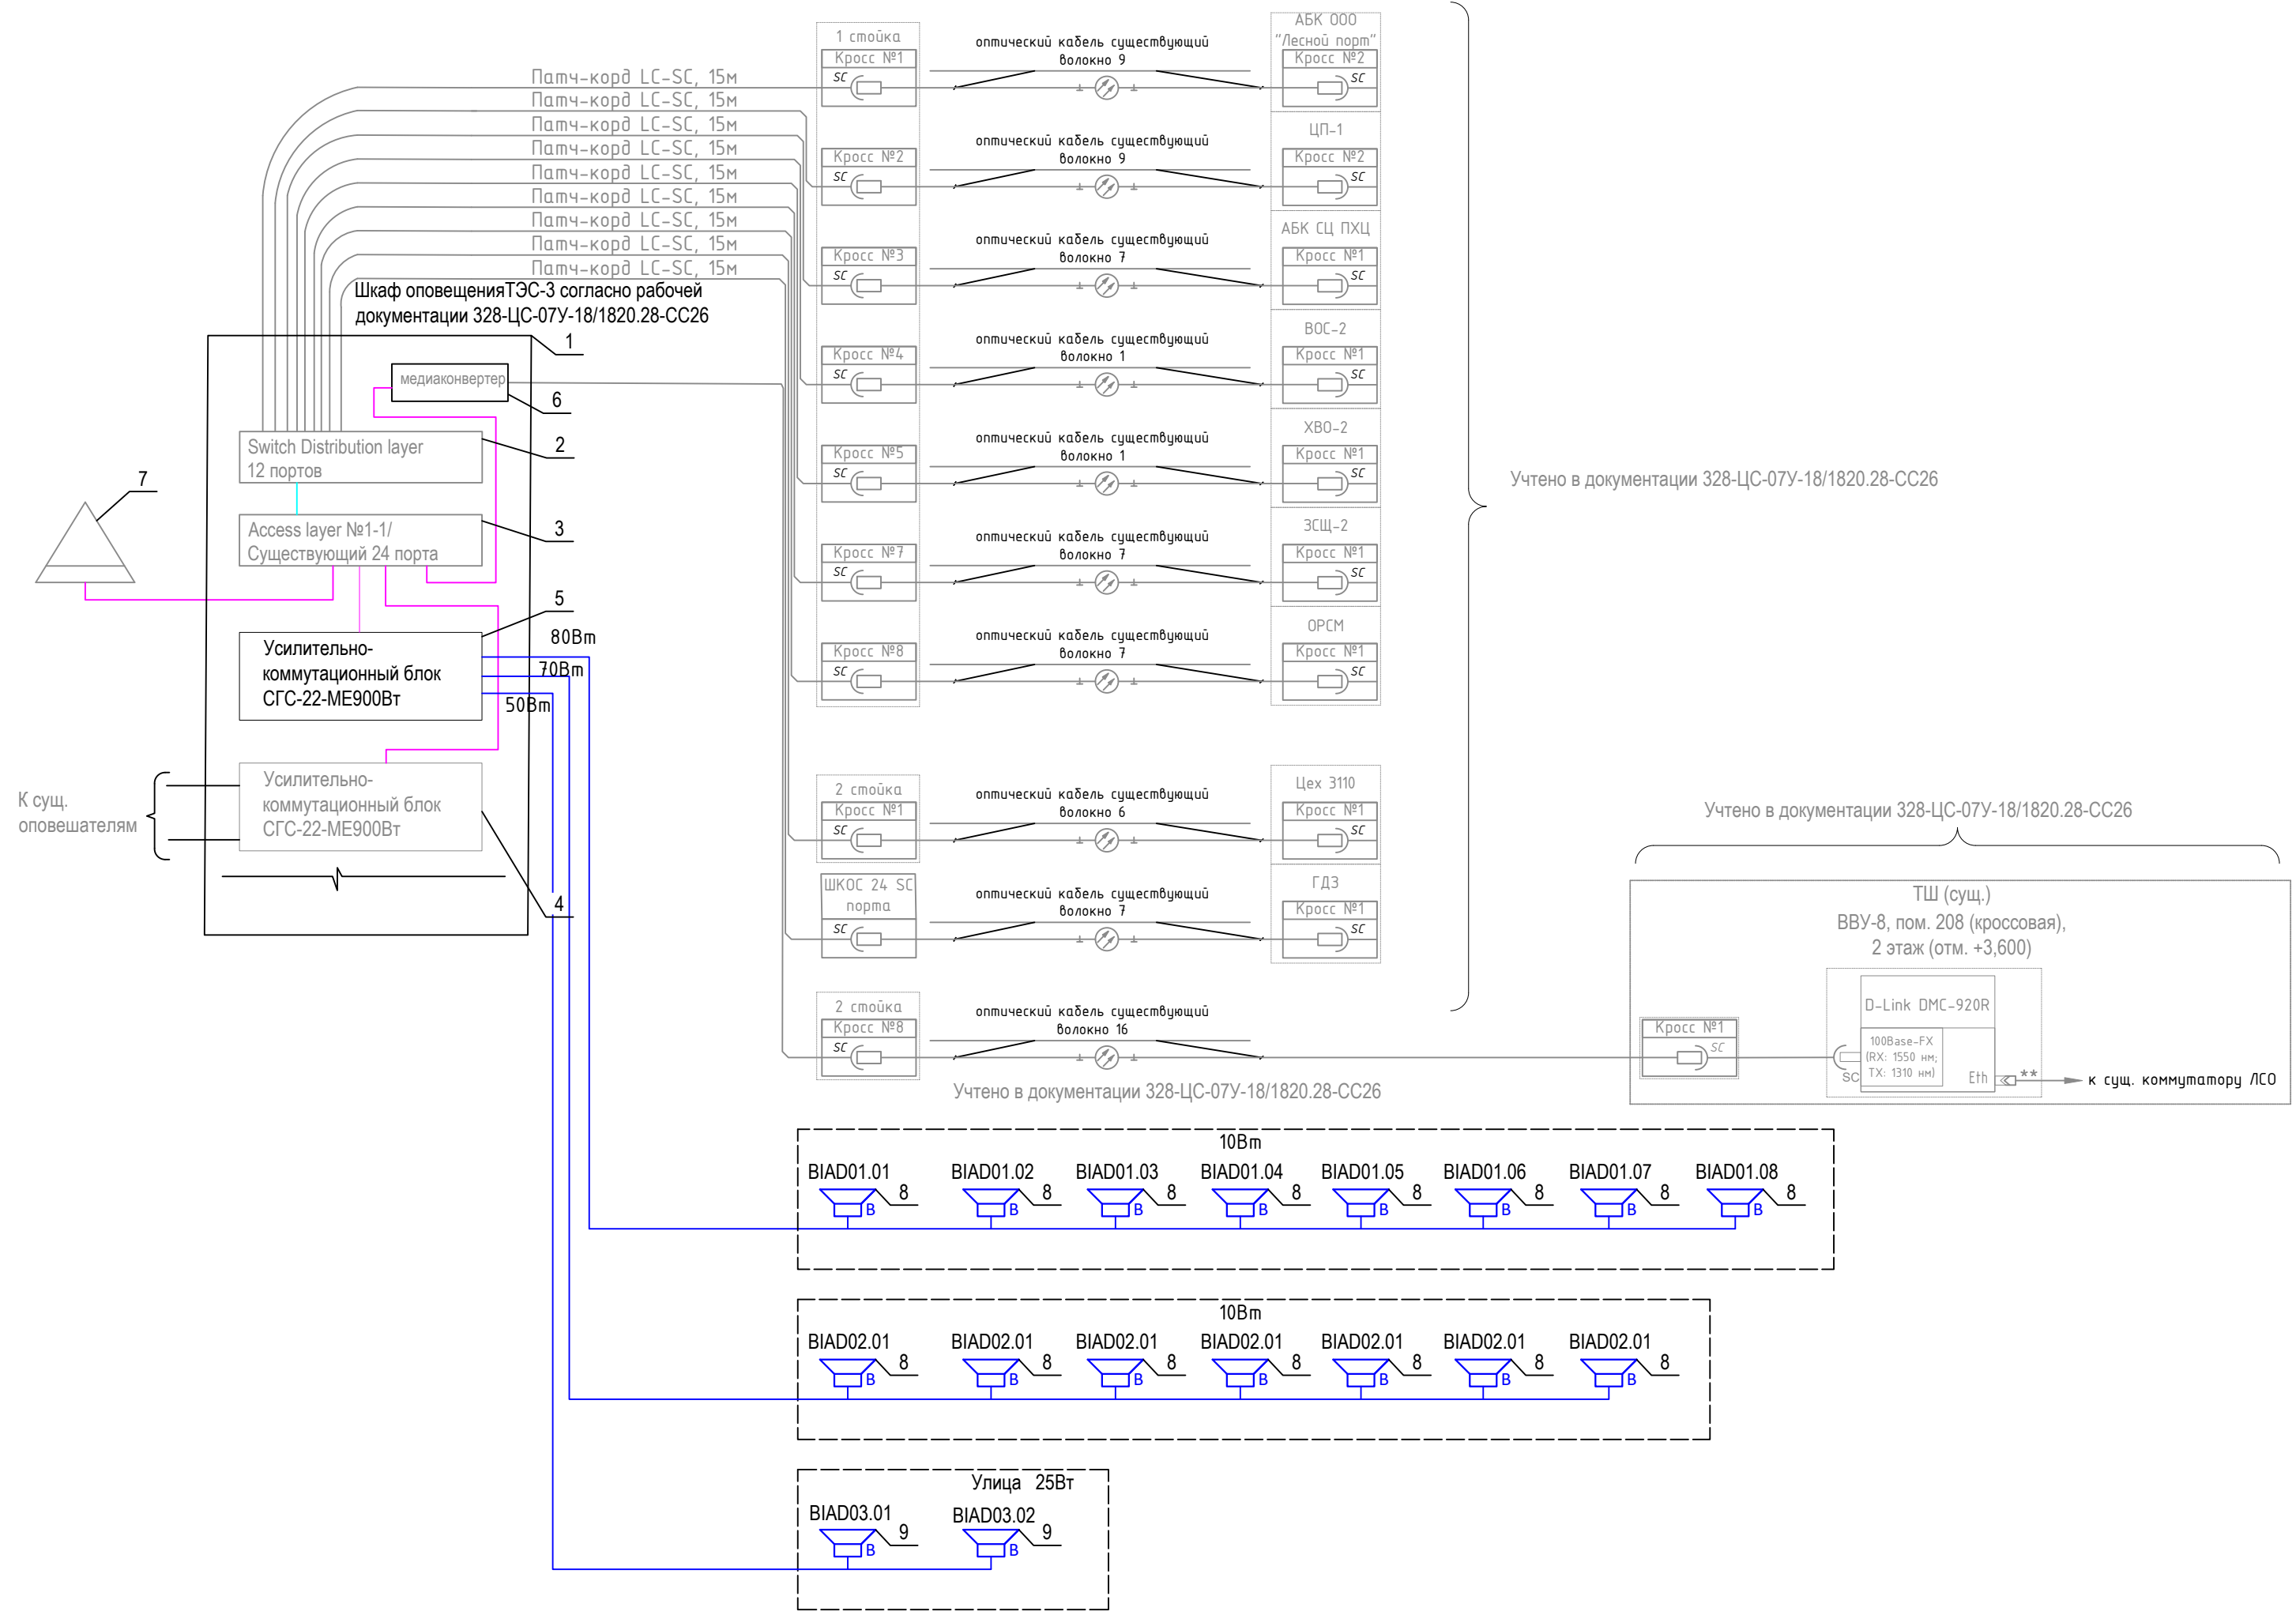 АБК ООО
"Лесной порт"
1 стойка
Кросс №1
SC
оптический кабель существующий
волокно 9
Кросс №2
SC
Патч-корд LC-SC, 15м
Патч-корд LC-SC, 15м
Патч-корд LC-SC, 15м
Патч-корд LC-SC, 15м
Патч-корд LC-SC, 15м
Патч-корд LC-SC, 15м
Патч-корд LC-SC, 15м
Патч-корд LC-SC, 15м
Патч-корд LC-SC, 15м
ЦП-1
Кросс №2
SC
оптический кабель существующий
волокно 9
Кросс №2
SC
АБК СЦ ПХЦ
Кросс №3
SC
оптический кабель существующий
волокно 7
Кросс №1
SC
ВОС-2
Кросс №4
SC
оптический кабель существующий
волокно 1
Кросс №1
SC
ХВО-2
Кросс №5
SC
оптический кабель существующий
волокно 1
Кросс №1
SC
ЗСЩ-2
Кросс №7
SC
оптический кабель существующий
волокно 7
Кросс №1
SC
ОРСМ
Кросс №8
SC
оптический кабель существующий
волокно 7
Кросс №1
SC
Цех 3110
2 стойка
Кросс №1
SC
оптический кабель существующий
волокно 6
Кросс №1
SC
ГДЗ
ШКОС 24 SC
порта
SC
оптический кабель существующий
волокно 7
Кросс №1
SC
2 стойка
Кросс №8
SC
оптический кабель существующий
волокно 16
Учтено в документации 328-ЦС-07У-18/1820.28-СС26
Учтено в документации 328-ЦС-07У-18/1820.28-СС26
Учтено в документации 328-ЦС-07У-18/1820.28-СС26
ТШ (сущ.)
ВВУ-8, пом. 208 (кроссовая),
2 этаж (отм. +3,600)
Кросс №1
SC
D-Link DMC-920R
100Base-FX
(RX: 1550 нм;
TX: 1310 нм)
SC
Eth
**
к сущ. коммутатору ЛСО
Шкаф оповещенияТЭС-3 согласно рабочей
документации 328-ЦС-07У-18/1820.28-СС26
1
медиаконвертер
6
Switch Distribution layer
12 портов
2
7
Access layer №1-1/
Существующий 24 порта
3
5
Усилительно-
коммутационный блок
СГС-22-МЕ900Вт
80Вт
70Вт
50Вт
Усилительно-
коммутационный блок
СГС-22-МЕ900Вт
4
К сущ.
оповешателям
10Вт
BIAD01.01
BIAD01.02
BIAD01.03
BIAD01.04
BIAD01.05
BIAD01.06
BIAD01.07
BIAD01.08
8
8
8
8
8
8
8
8
В
В
В
В
В
В
В
В
10Вт
BIAD02.01
BIAD02.01
BIAD02.01
BIAD02.01
BIAD02.01
BIAD02.01
BIAD02.01
8
8
8
8
8
8
8
В
В
В
В
В
В
В
Улица 25Вт
BIAD03.01
BIAD03.02
9
9
В
В